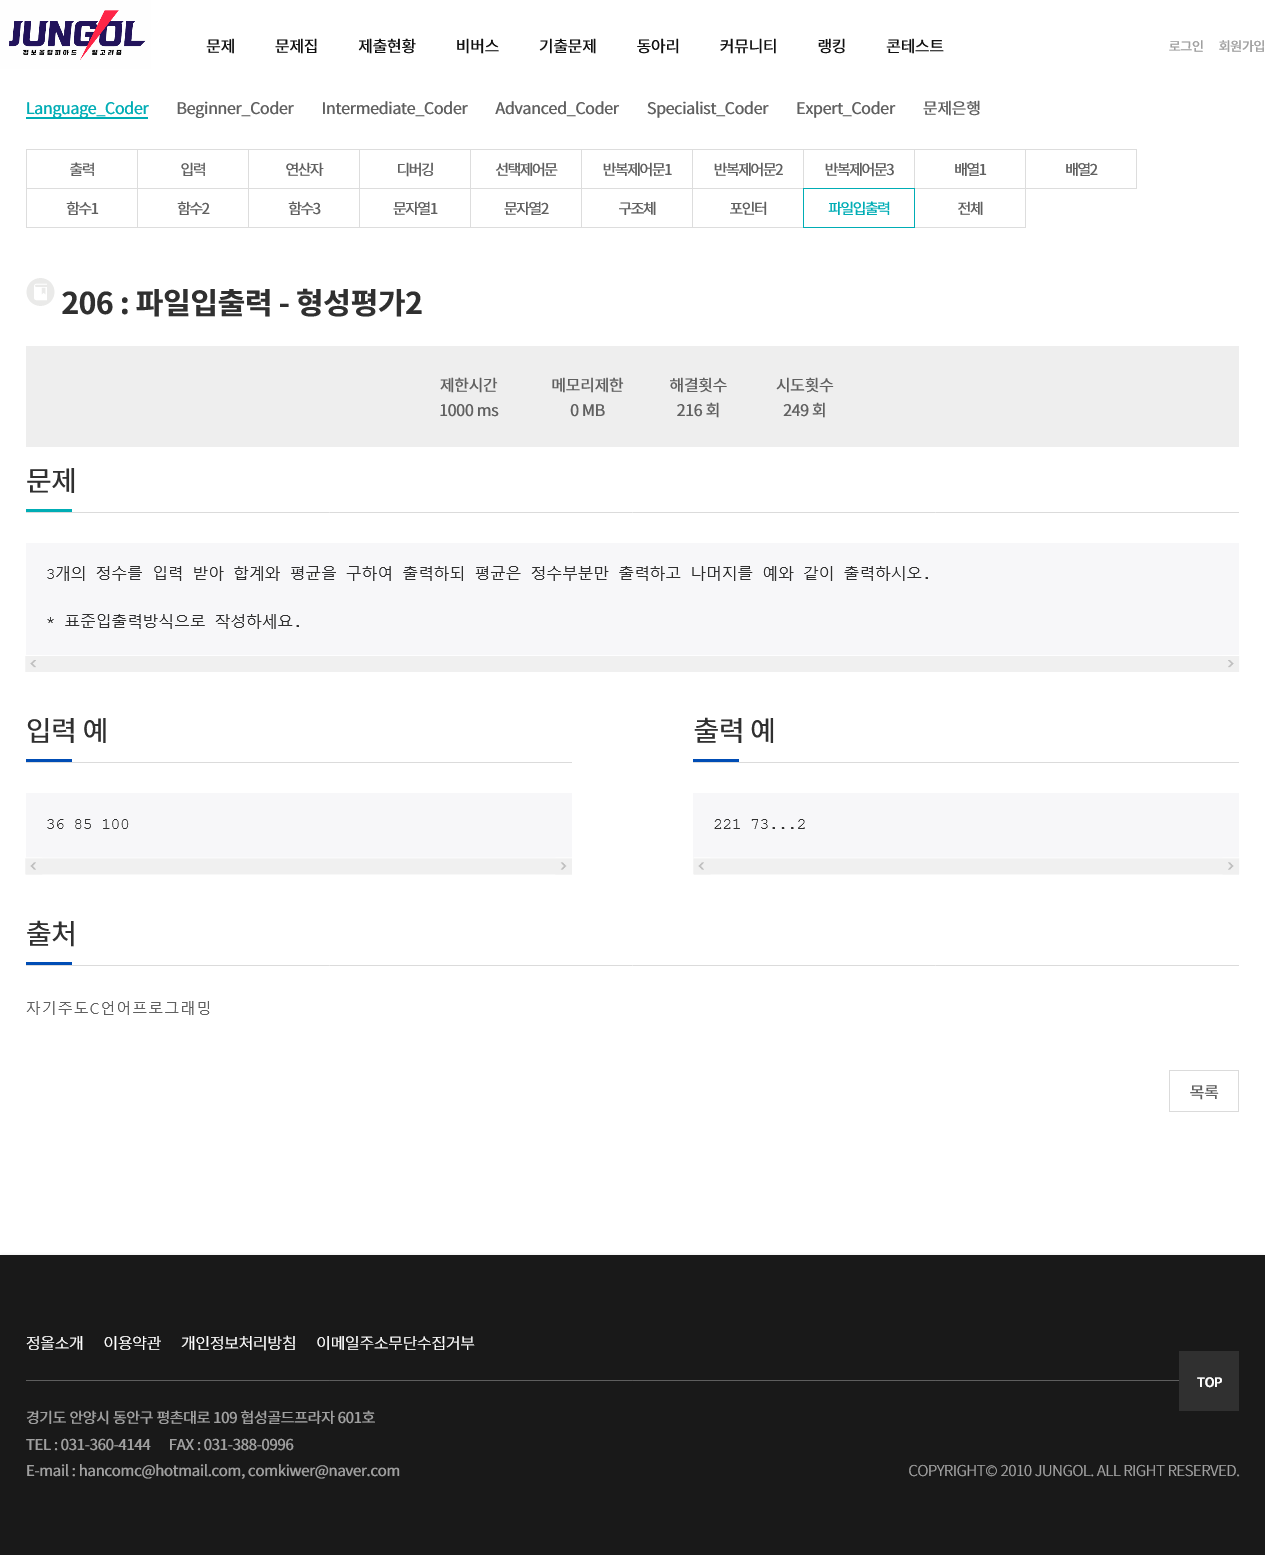 JUNGOL
정보올림피아드 알고리즘
문제 문제집 제출현황 비버스 기출문제 동아리 커뮤니티 랭킹 콘테스트 로그인 회원가입
Language_Coder Beginner_Coder Intermediate_Coder Advanced_Coder Specialist_Coder Expert_Coder 문제은행
출력 입력 연산자 디버깅 선택제어문 반복제어문1 반복제어문2 반복제어문3 배열1 배열2
함수1 함수2 함수3 문자열1 문자열2 구조체 포인터 파일입출력 전체
206 : 파일입출력 - 형성평가2
제한시간 메모리제한 해결횟수 시도횟수
1000 ms 0 MB 216 회 249 회
문제
3개의 정수를 입력 받아 합계와 평균을 구하여 출력하되 평균은 정수부분만 출력하고 나머지를 예와 같이 출력하시오.
* 표준입출력방식으로 작성하세요.
입력 예
36 85 100
출력 예
221 73...2
출처
자기주도C언어프로그래밍
목록
정올소개 이용약관 개인정보처리방침 이메일주소무단수집거부
TOP
경기도 안양시 동안구 평촌대로 109 협성골드프라자 601호
TEL : 031-360-4144 FAX : 031-388-0996
E-mail : hancomc@hotmail.com, comkiwer@naver.com
COPYRIGHT© 2010 JUNGOL. ALL RIGHT RESERVED.